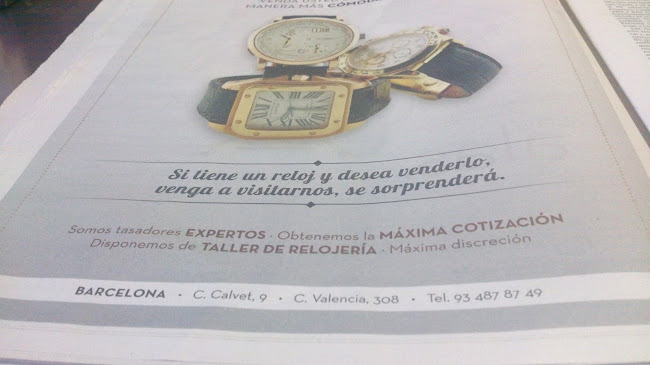 MANERA MÁS CÓMODA
Si tiene un reloj y desea venderlo,
venga a visitarnos, se sorprenderá.
Somos tasadores EXPERTOS · Obtenemos la MÁXIMA COTIZACIÓN
Disponemos de TALLER DE RELOJERÍA · Máxima discreción
BARCELONA · C. Calvet, 9 · C. Valencia, 308 · Tel. 93 487 87 49